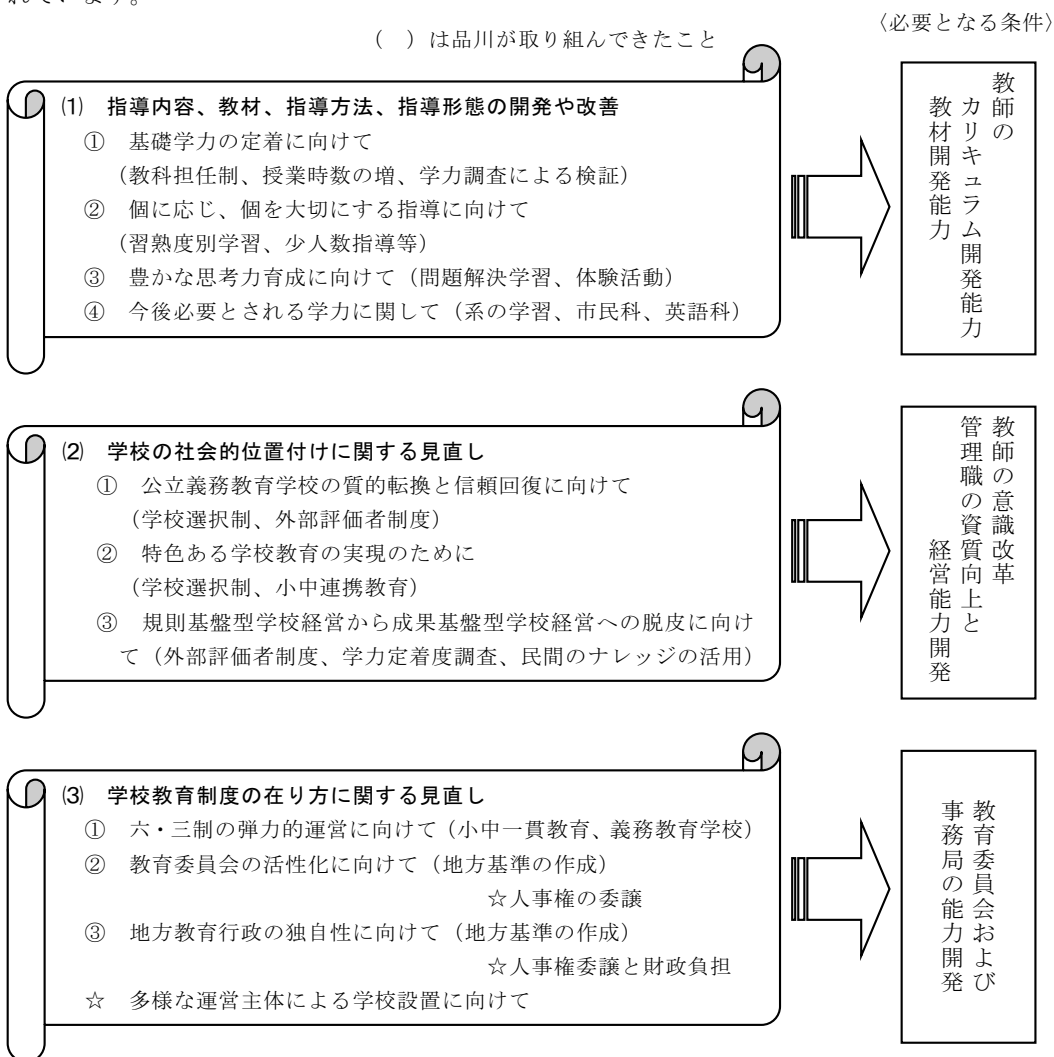 れています。
〈必要となる条件〉
（　）は品川が取り組んできたこと
⑴　指導内容、教材、指導方法、指導形態の開発や改善
①　基礎学力の定着に向けて
（教科担任制、授業時数の増、学力調査による検証）
②　個に応じ、個を大切にする指導に向けて
（習熟度別学習、少人数指導等）
③　豊かな思考力育成に向けて（問題解決学習、体験活動）
④　今後必要とされる学力に関して（系の学習、市民科、英語科）
教師の
カリキュラム開発能力
教材開発能力
⑵　学校の社会的位置付けに関する見直し
①　公立義務教育学校の質的転換と信頼回復に向けて
（学校選択制、外部評価者制度）
②　特色ある学校教育の実現のために
（学校選択制、小中連携教育）
③　規則基盤型学校経営から成果基盤型学校経営への脱皮に向け
て（外部評価者制度、学力定着度調査、民間のナレッジの活用）
教師の意識改革
管理職の資質向上と
経営能力開発
⑶　学校教育制度の在り方に関する見直し
①　六・三制の弾力的運営に向けて（小中一貫教育、義務教育学校）
②　教育委員会の活性化に向けて（地方基準の作成）
☆人事権の委譲
③　地方教育行政の独自性に向けて（地方基準の作成）
☆人事権委譲と財政負担
☆　多様な運営主体による学校設置に向けて
教育委員会および
事務局の能力開発